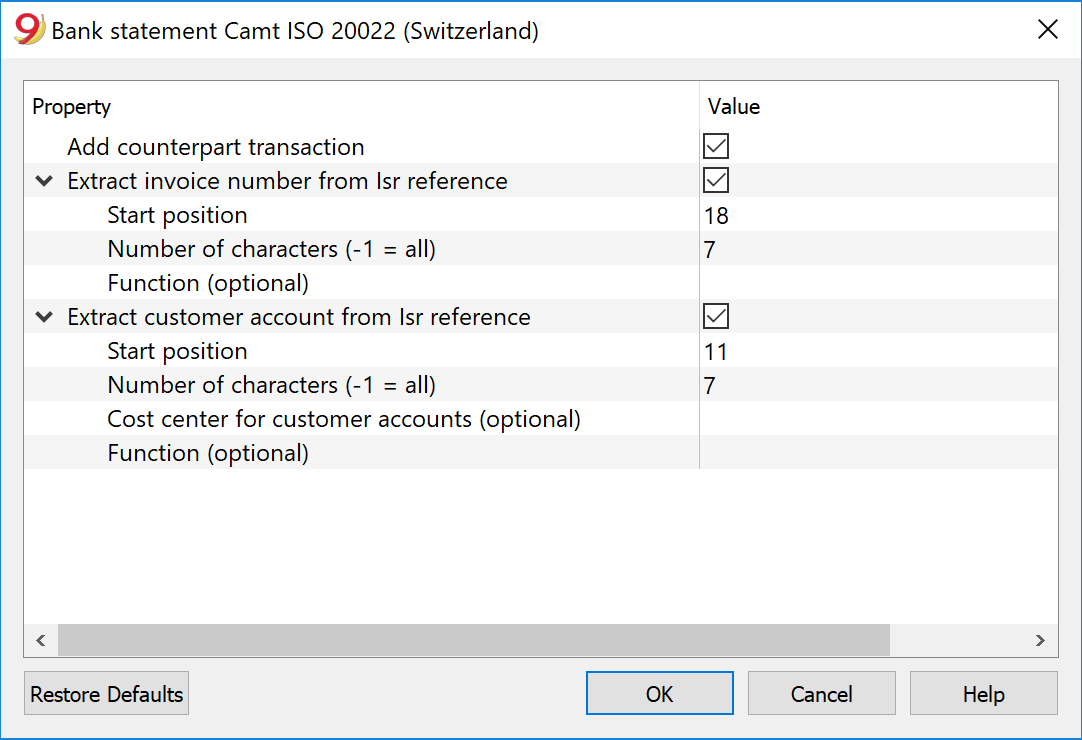 9 Bank statement Camt ISO 20022 (Switzerland)
Property Value
Add counterpart transaction
Extract invoice number from Isr reference
Start position 18
Number of characters (-1 = all) 7
Function (optional)
Extract customer account from Isr reference
Start position 11
Number of characters (-1 = all) 7
Cost center for customer accounts (optional)
Function (optional)
Restore Defaults OK Cancel Help